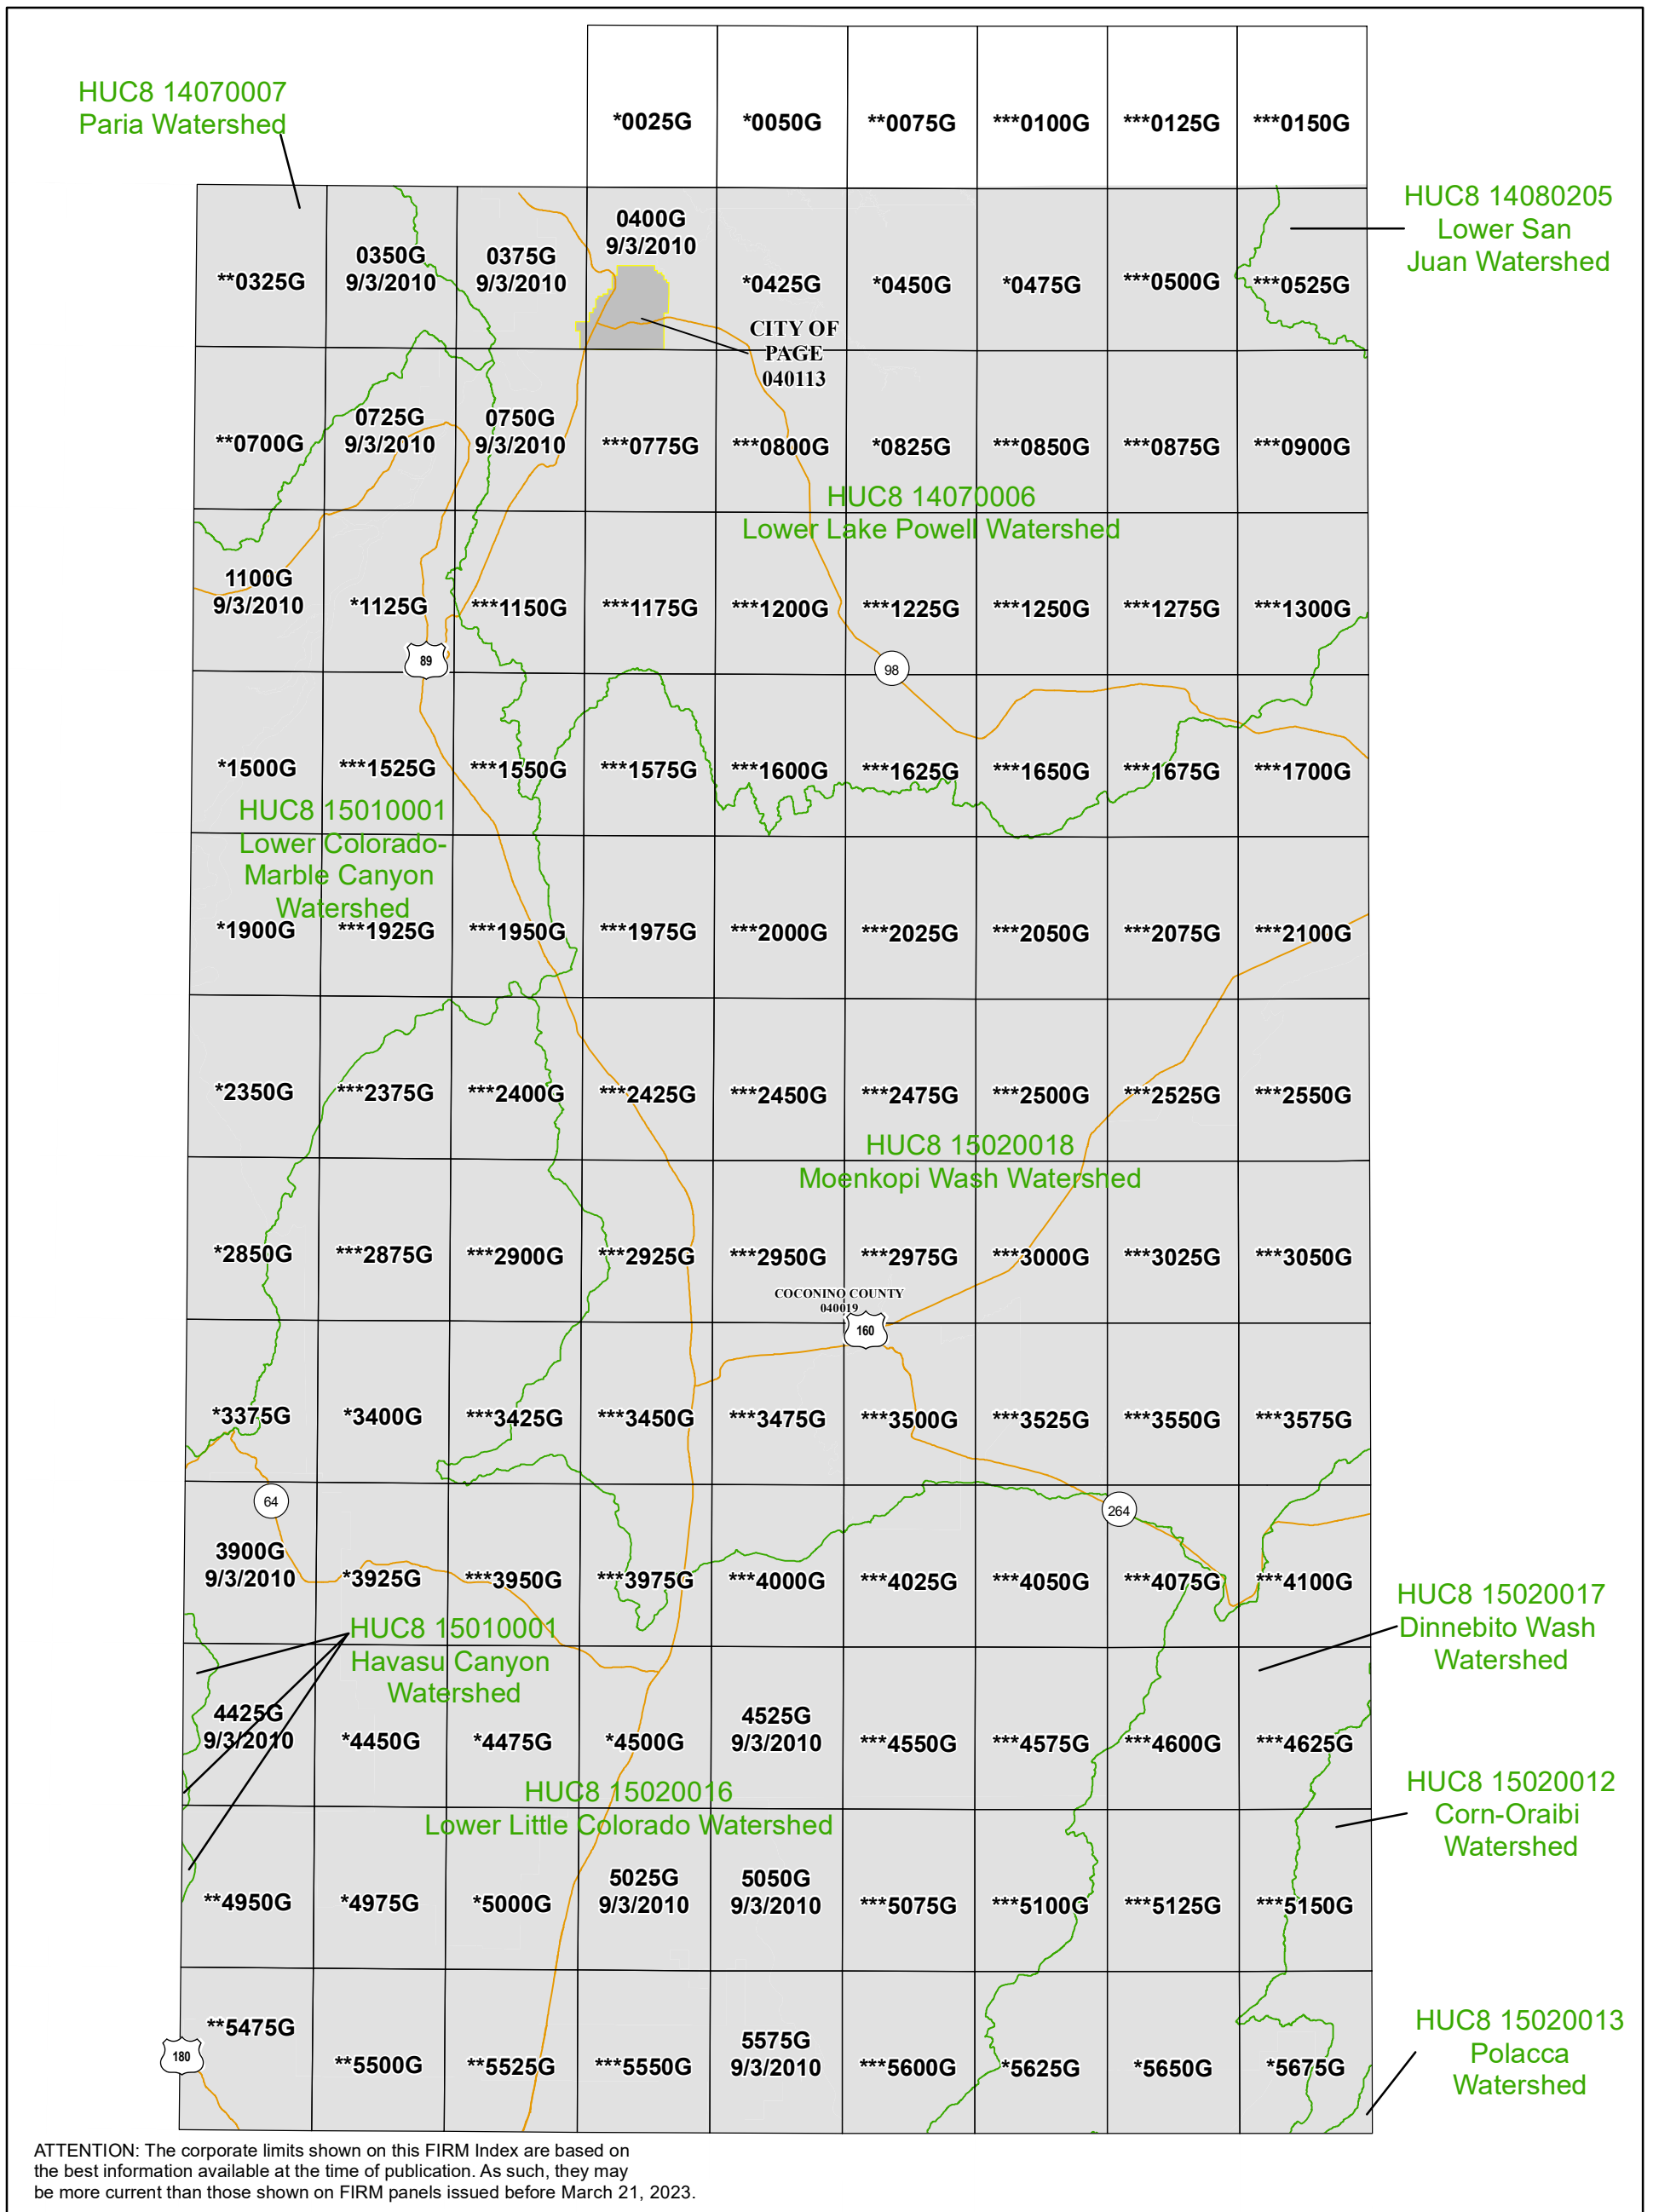 HUC8 14070007
Paria Watershed
*0025G
*0050G
**0075G
***0100G
***0125G
***0150G
HUC8 14080205
Lower San
Juan Watershed
**0325G
0350G
9/3/2010
0375G
9/3/2010
0400G
9/3/2010
*0425G
*0450G
*0475G
***0500G
***0525G
CITY OF
PAGE
040113
**0700G
0725G
9/3/2010
0750G
9/3/2010
***0775G
***0800G
*0825G
***0850G
***0875G
***0900G
HUC8 14070006
Lower Lake Powell Watershed
1100G
9/3/2010
*1125G
***1150G
***1175G
***1200G
***1225G
***1250G
***1275G
***1300G
89
98
*1500G
***1525G
***1550G
***1575G
***1600G
***1625G
***1650G
***1675G
***1700G
HUC8 15010001
Lower Colorado-
Marble Canyon
Watershed
*1900G
***1925G
***1950G
***1975G
***2000G
***2025G
***2050G
***2075G
***2100G
*2350G
***2375G
***2400G
***2425G
***2450G
***2475G
***2500G
***2525G
***2550G
HUC8 15020018
Moenkopi Wash Watershed
*2850G
***2875G
***2900G
***2925G
***2950G
***2975G
***3000G
***3025G
***3050G
COCONINO COUNTY
040019
160
*3375G
*3400G
***3425G
***3450G
***3475G
***3500G
***3525G
***3550G
***3575G
64
264
3900G
9/3/2010
*3925G
***3950G
***3975G
***4000G
***4025G
***4050G
***4075G
***4100G
HUC8 15020017
Dinnebito Wash
Watershed
HUC8 15010001
Havasu Canyon
Watershed
4425G
9/3/2010
*4450G
*4475G
*4500G
4525G
9/3/2010
***4550G
***4575G
***4600G
***4625G
HUC8 15020016
Lower Little Colorado Watershed
HUC8 15020012
Corn-Oraibi
Watershed
**4950G
*4975G
*5000G
5025G
9/3/2010
5050G
9/3/2010
***5075G
***5100G
***5125G
***5150G
**5475G
180
**5500G
**5525G
***5550G
5575G
9/3/2010
***5600G
*5625G
*5650G
*5675G
HUC8 15020013
Polacca
Watershed
ATTENTION: The corporate limits shown on this FIRM Index are based on
the best information available at the time of publication. As such, they may
be more current than those shown on FIRM panels issued before March 21, 2023.